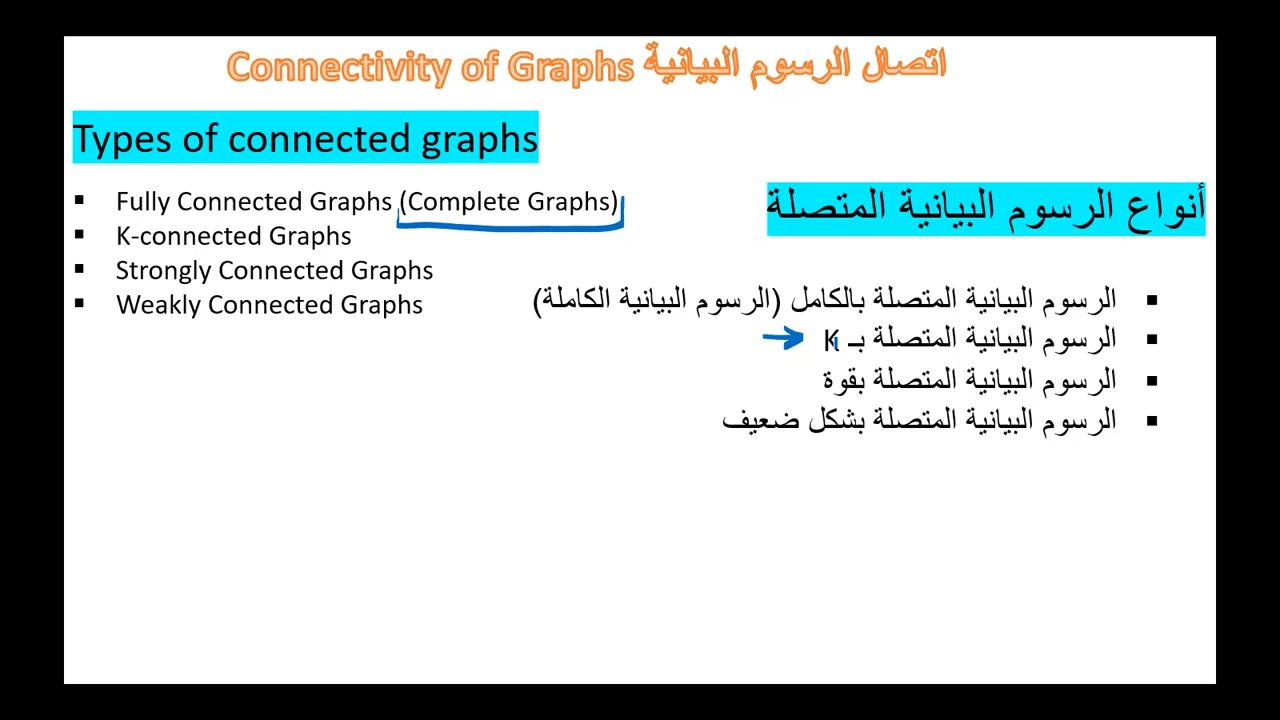 Connectivity of Graphs اتصال الرسوم البيانية
Types of connected graphs
▪ Fully Connected Graphs (Complete Graphs)
▪ K-connected Graphs
▪ Strongly Connected Graphs
▪ Weakly Connected Graphs
أنواع الرسوم البيانية المتصلة
▪ الرسوم البيانية المتصلة بالكامل (الرسوم البيانية الكاملة)
▪ الرسوم البيانية المتصلة بـ K
▪ الرسوم البيانية المتصلة بقوة
▪ الرسوم البيانية المتصلة بشكل ضعيف